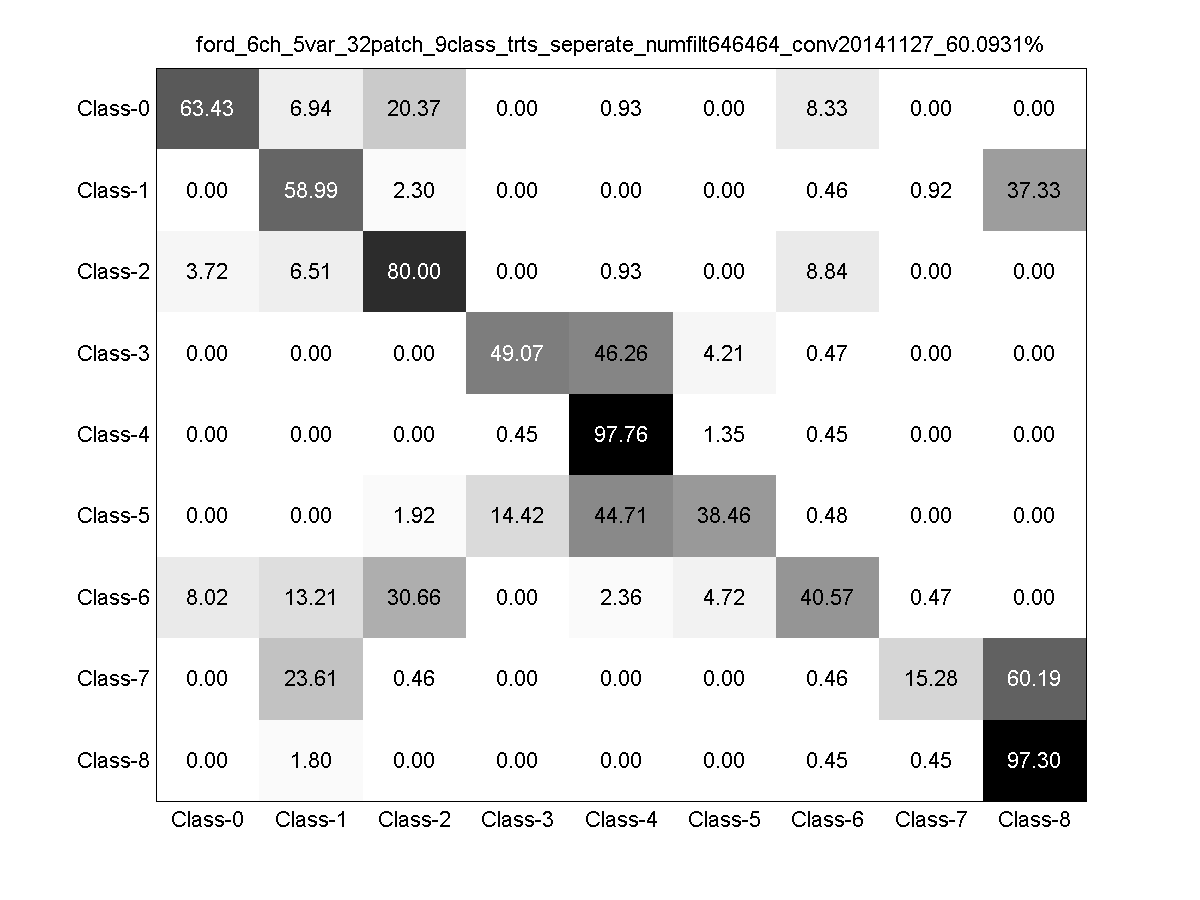 ford_6ch_5var_32patch_9class_trts_seperate_numfilt646464_conv20141127_60.0931%
Class-0 63.43 6.94 20.37 0.00 0.93 0.00 8.33 0.00 0.00
Class-1 0.00 58.99 2.30 0.00 0.00 0.00 0.46 0.92 37.33
Class-2 3.72 6.51 80.00 0.00 0.93 0.00 8.84 0.00 0.00
Class-3 0.00 0.00 0.00 49.07 46.26 4.21 0.47 0.00 0.00
Class-4 0.00 0.00 0.00 0.45 97.76 1.35 0.45 0.00 0.00
Class-5 0.00 0.00 1.92 14.42 44.71 38.46 0.48 0.00 0.00
Class-6 8.02 13.21 30.66 0.00 2.36 4.72 40.57 0.47 0.00
Class-7 0.00 23.61 0.46 0.00 0.00 0.00 0.46 15.28 60.19
Class-8 0.00 1.80 0.00 0.00 0.00 0.00 0.45 0.45 97.30
Class-0 Class-1 Class-2 Class-3 Class-4 Class-5 Class-6 Class-7 Class-8